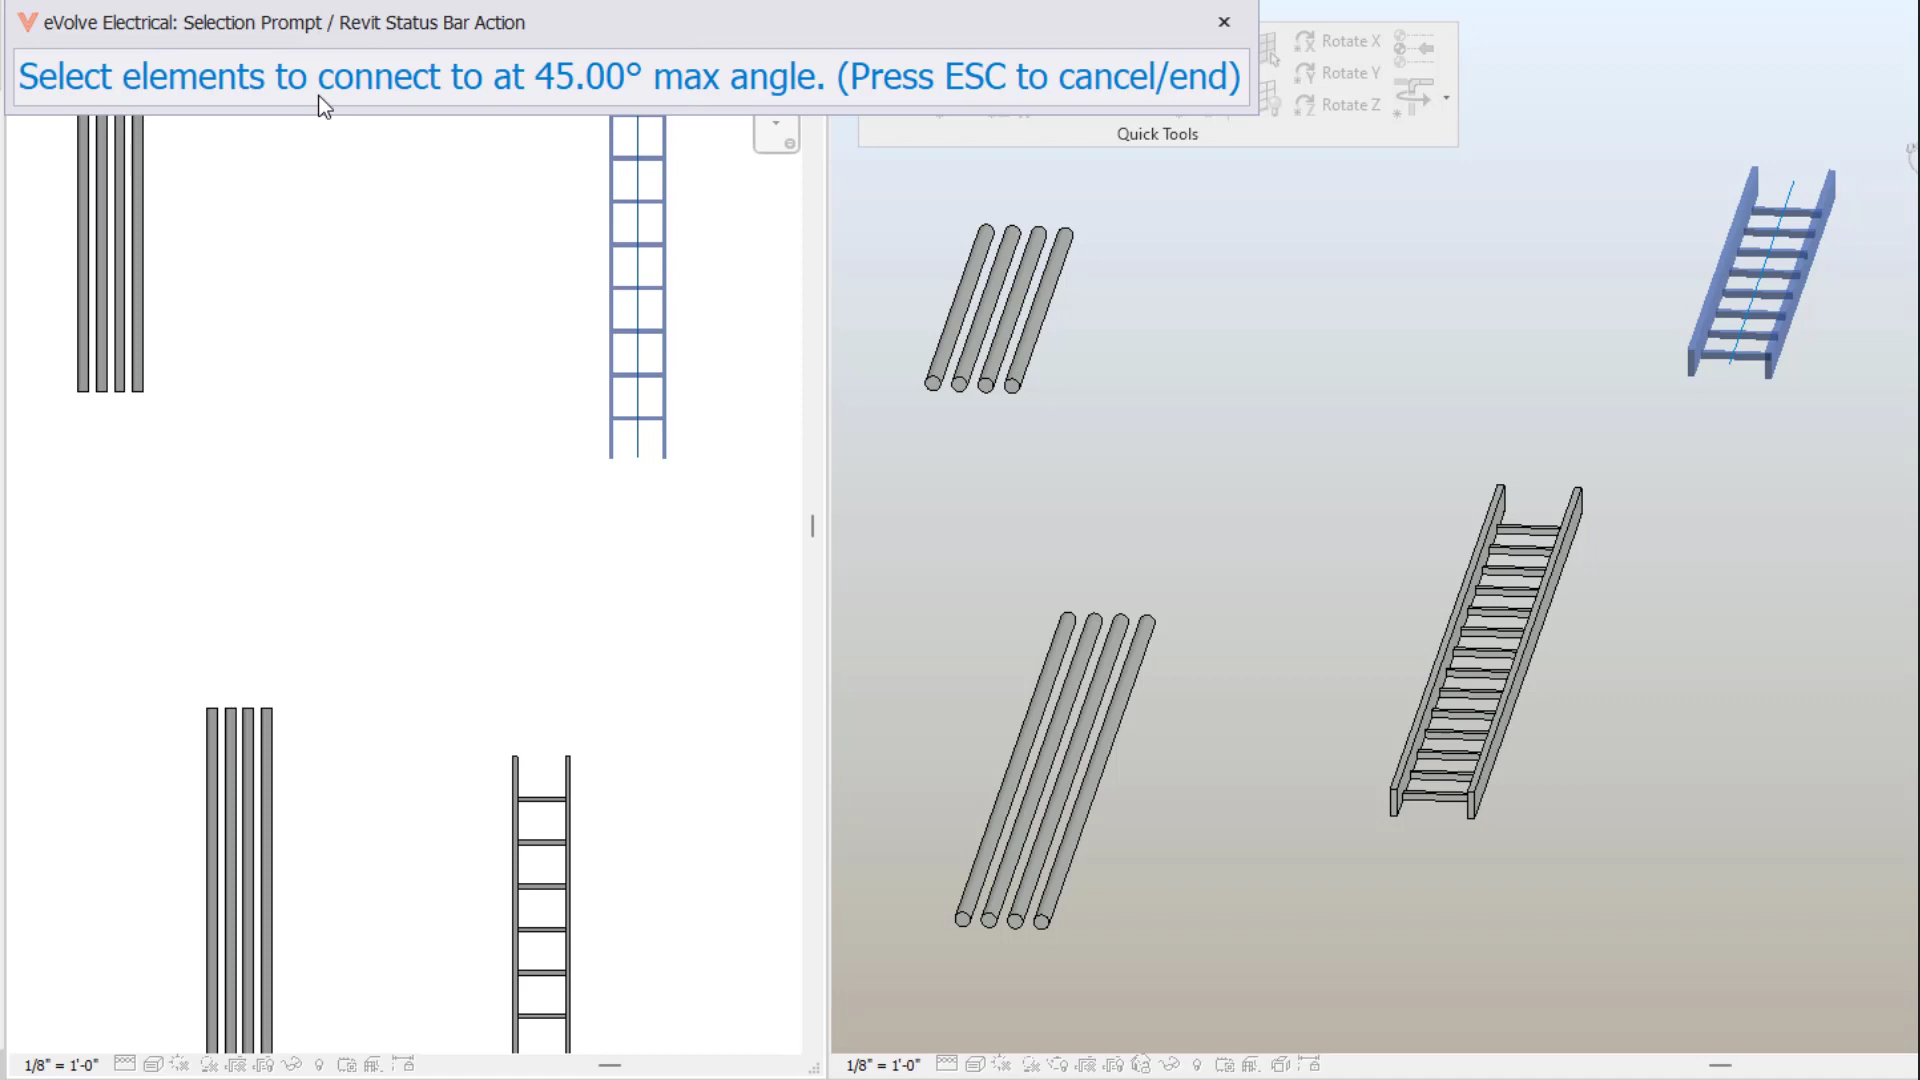 eVolve Electrical: Selection Prompt / Revit Status Bar Action
Select elements to connect to at 45.00° max angle. (Press ESC to cancel/end)
Rotate X
Rotate Y
Rotate Z
Quick Tools
1/8" = 1'-0"
1/8" = 1'-0"